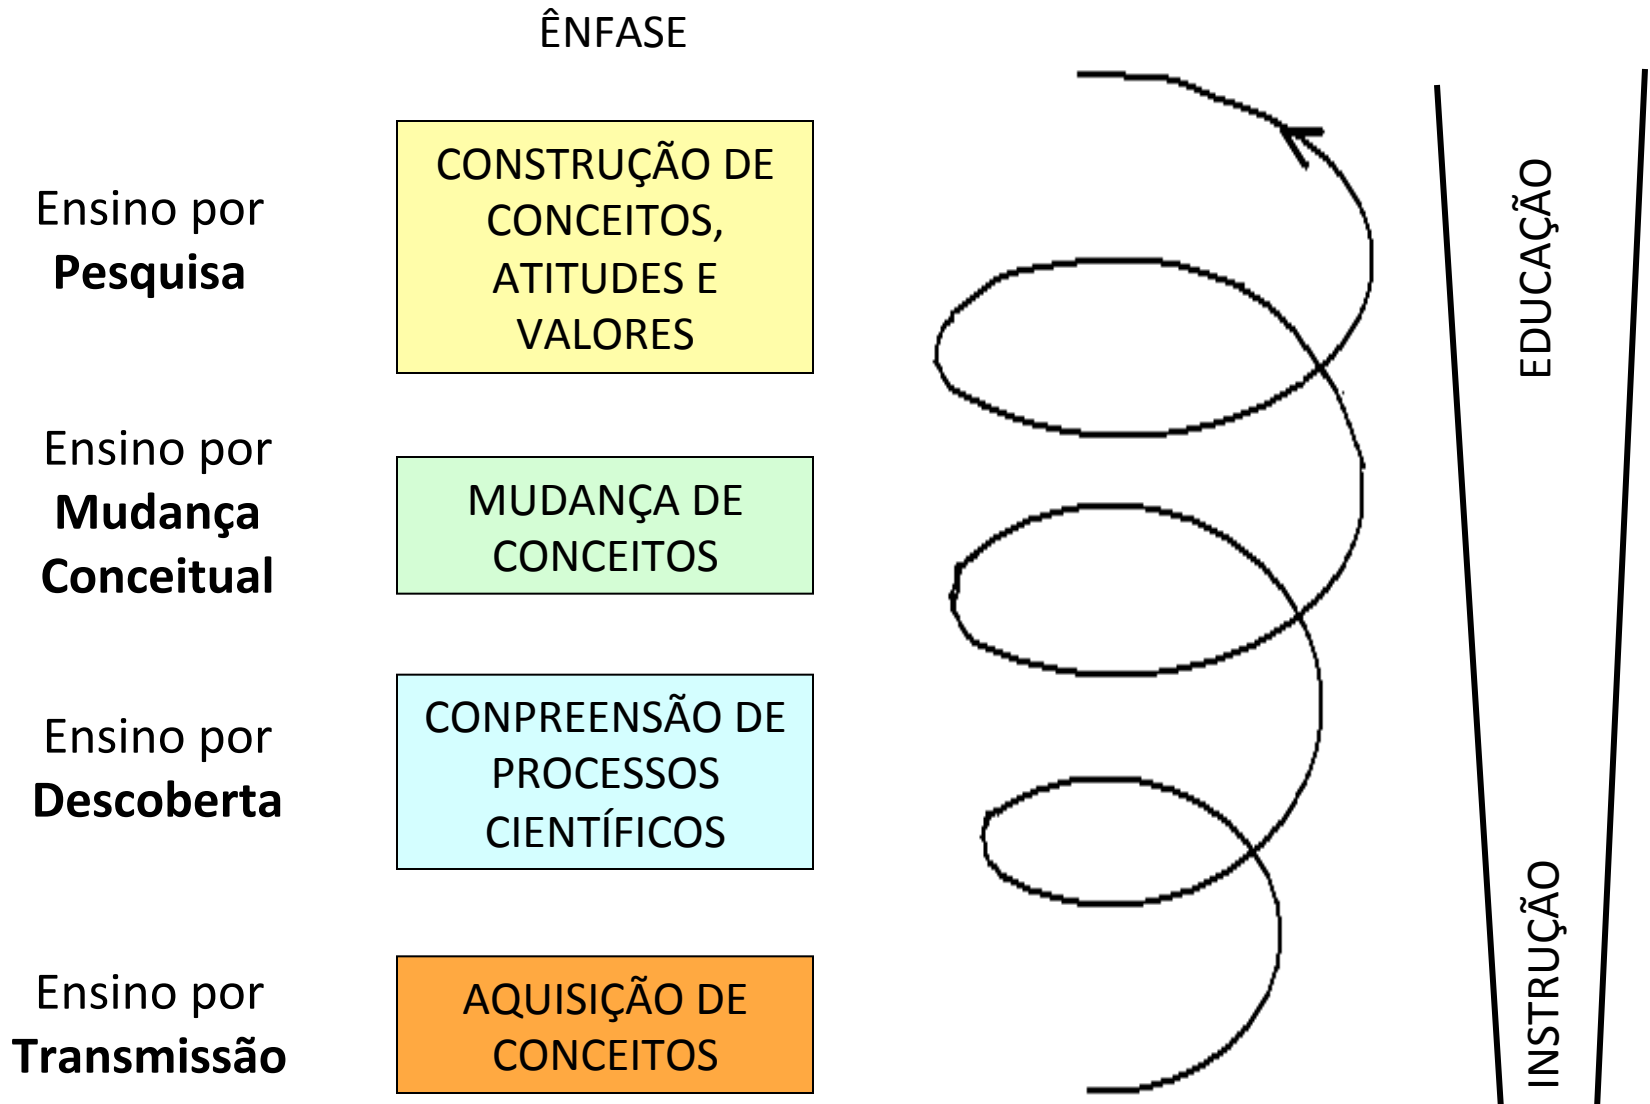 ÊNFASE
Ensino por
Pesquisa
CONSTRUÇÃO DE
CONCEITOS,
ATITUDES E
VALORES
Ensino por
Mudança
Conceitual
MUDANÇA DE
CONCEITOS
Ensino por
Descoberta
CONPREENSÃO DE
PROCESSOS
CIENTÍFICOS
Ensino por
Transmissão
AQUISIÇÃO DE
CONCEITOS
EDUCAÇÃO
INSTRUÇÃO